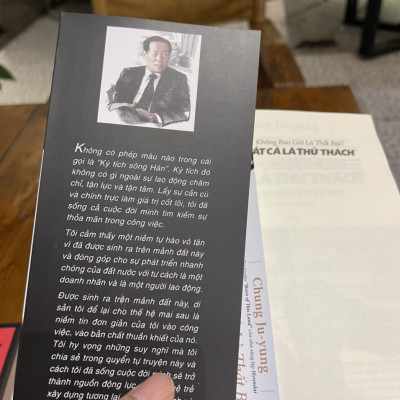 Không có phép màu nào trong cái
gọi là "Kỳ tích sông Hán". Kỳ tích đó
không có gì ngoài sự lao động chăm
chỉ, tận lực và tận tâm. Lấy sự cần cù
và chính trực làm giá trị cốt lõi, tôi đã
sống cả cuộc đời mình tìm kiếm sự
thỏa mãn trong công việc.
Tôi cảm thấy một niềm tự hào vô tận
vì đã được sinh ra trên mảnh đất này
và đóng góp cho sự phát triển nhanh
chóng của đất nước với tư cách là một
doanh nhân và là một người lao động.
Được sinh ra trên mảnh đất này, di
sản tôi để lại cho thế hệ mai sau là
niềm tin đơn giản của tôi vào công
việc, vào bản chất thuần khiết của nó.
Tôi hy vọng những suy nghĩ mà tôi
chia sẻ trong quyển tự truyện này và
cách tôi đã sống cuộc đời mình sẽ trở
thành nguồn động lực trẻ
xây dựng tương lai
Không Bao Giờ Là Thất Bại!
TẤT CẢ LÀ THỬ THÁCH
Chung Ju-yung